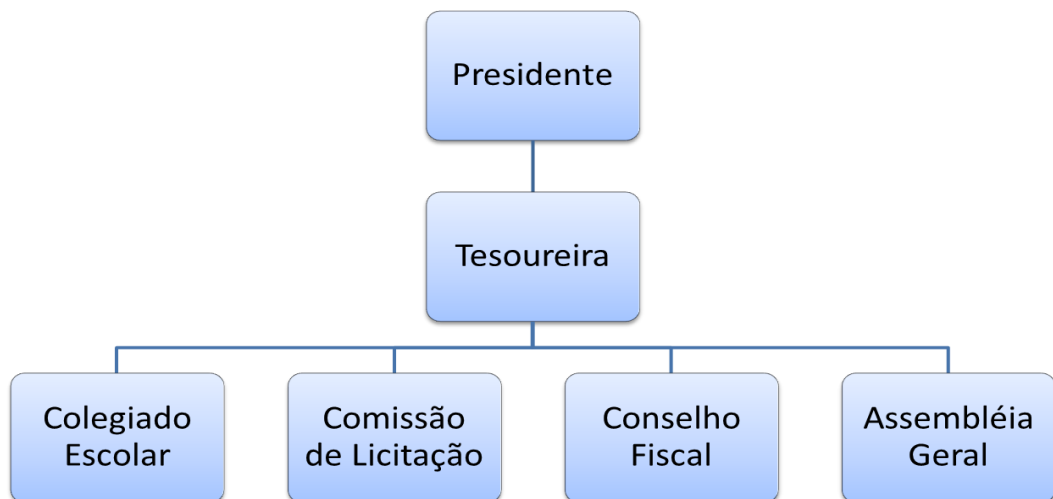 Presidente
Tesoureira
Colegiado
Escolar
Comissão
de Licitação
Conselho
Fiscal
Assembléia
Geral